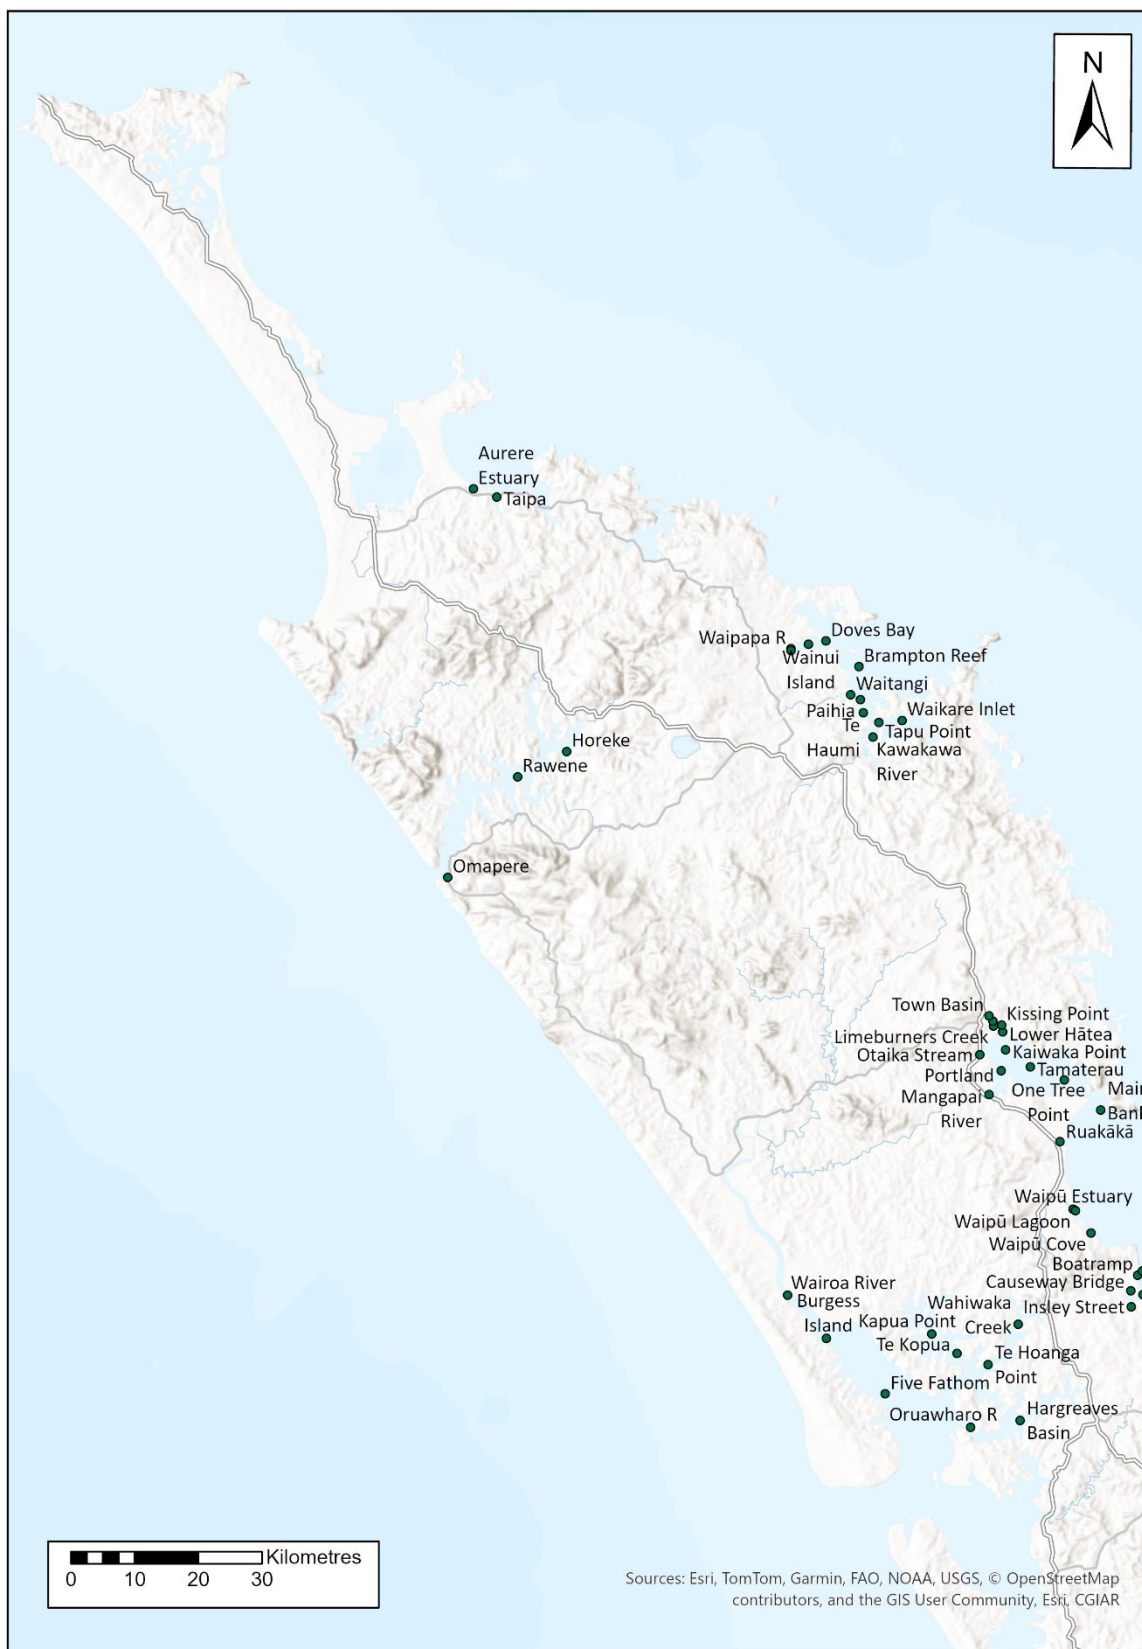 N
Aurere
Estuary
Taipa
Waipapa R
Doves Bay
Wainui
Island
Brampton Reef
Waitangi
Paihia
Waikare Inlet
Te
Haumi
Tapu Point
Kawakawa
River
Horeke
Rawene
Omapere
Town Basin
Kissing Point
Limeburners Creek
Lower Hātea
Otaika Stream
Kaiwaka Point
Portland
Tamaterau
Mangapai
River
One Tree
Point
Main
Bank
Ruakākā
Waipū Estuary
Waipū Lagoon
Waipū Cove
Boatramp
Causeway Bridge
Insley Street
Wairoa River
Burgess
Island
Wahiwaka
Creek
Kapua Point
Te Kopua
Te Hoanga
Point
Five Fathom
Oruawharo R
Hargreaves
Basin
Kilometres
0 10 20 30
Sources: Esri, TomTom, Garmin, FAO, NOAA, USGS, © OpenStreetMap
contributors, and the GIS User Community, Esri, CGIAR